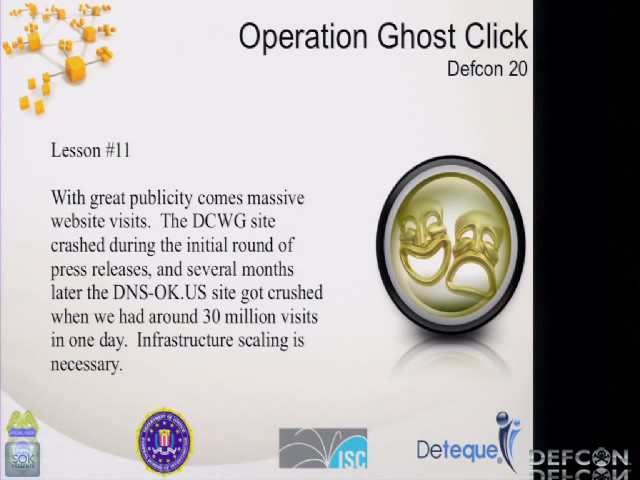 Operation Ghost Click
Defcon 20
Lesson #11
With great publicity comes massive
website visits. The DCWG site
crashed during the initial round of
press releases, and several months
later the DNS-OK.US site got crushed
when we had around 30 million visits
in one day. Infrastructure scaling is
necessary.
SOK
ISC
Deteque®
DEFCON